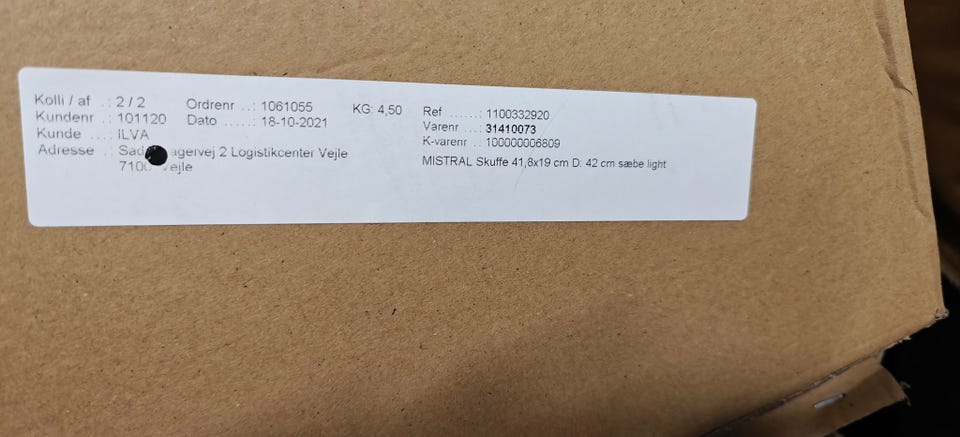 Kolli / af ..: 2 / 2
Kundenr .: 101120
Kunde ....: ILVA
Adresse ..: 2 Logistikcenter Vejle
Vejle
Ordrenr ..: 1061055
Dato .....: 18-10-2021
KG: 4,50
Ref ......: 1100332920
Varenr ...: 31410073
K-varenr ..: 100000006809
MISTRAL Skuffe 41,8x19 cm D: 42 cm sæbe light